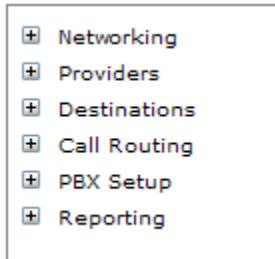 Networking
Providers
Destinations
Call Routing
PBX Setup
Reporting